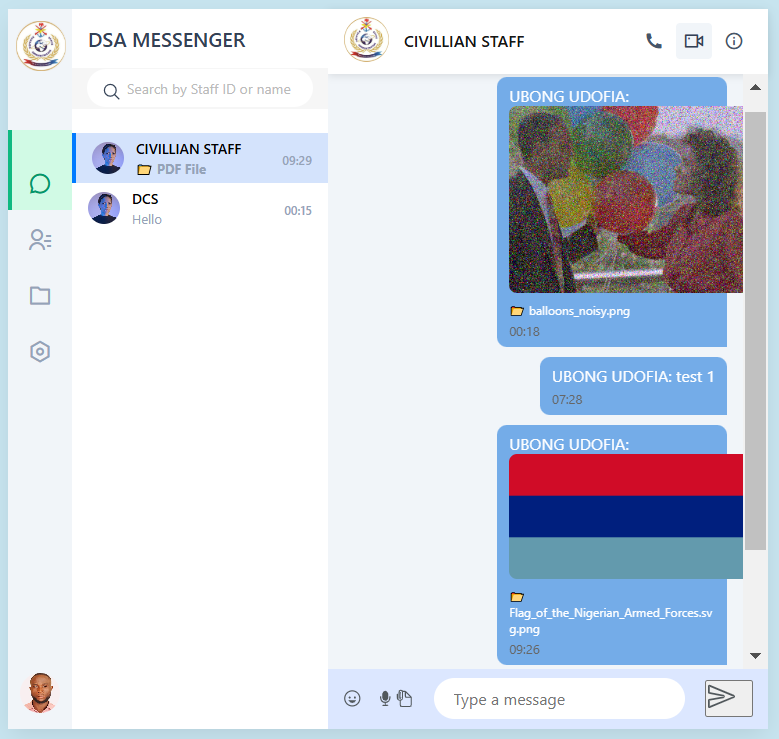 DSA MESSENGER
Search by Staff ID or name
CIVILLIAN STAFF
PDF File
09:29
DCS
Hello
00:15
CIVILLIAN STAFF
UBONG UDOFIA:
balloons_noisy.png
00:18
UBONG UDOFIA: test 1
07:28
UBONG UDOFIA:
Flag_of_the_Nigerian_Armed_Forces.sv
g.png
09:26
Type a message